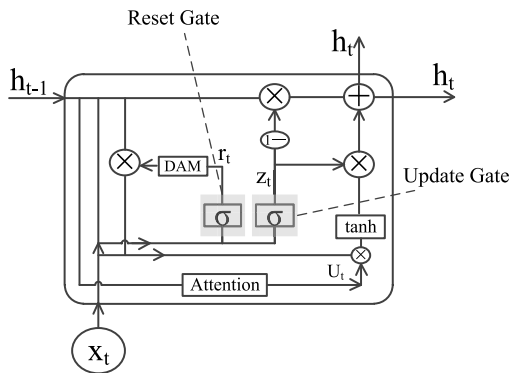 Reset Gate
h_t
h_{t-1}
h_t
×
+
1−
×
DAM
r_t
z_t
×
Update Gate
σ
σ
tanh
×
U_t
Attention
x_t